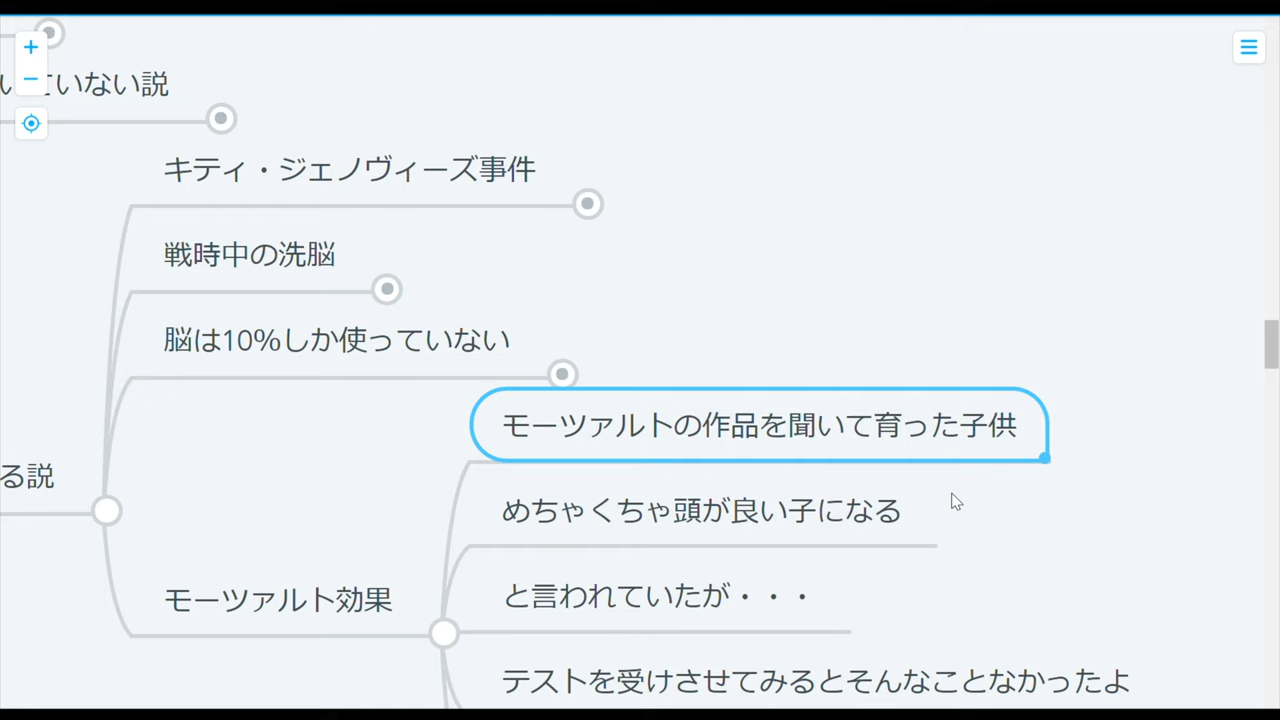 ていない説
キティ・ジェノヴィーズ事件
戦時中の洗脳
脳は10%しか使っていない
モーツァルトの作品を聞いて育った子供
る説
めちゃくちゃ頭が良い子になる
と言われていたが・・・
モーツァルト効果
テストを受けさせてみるとそんなことなかったよ